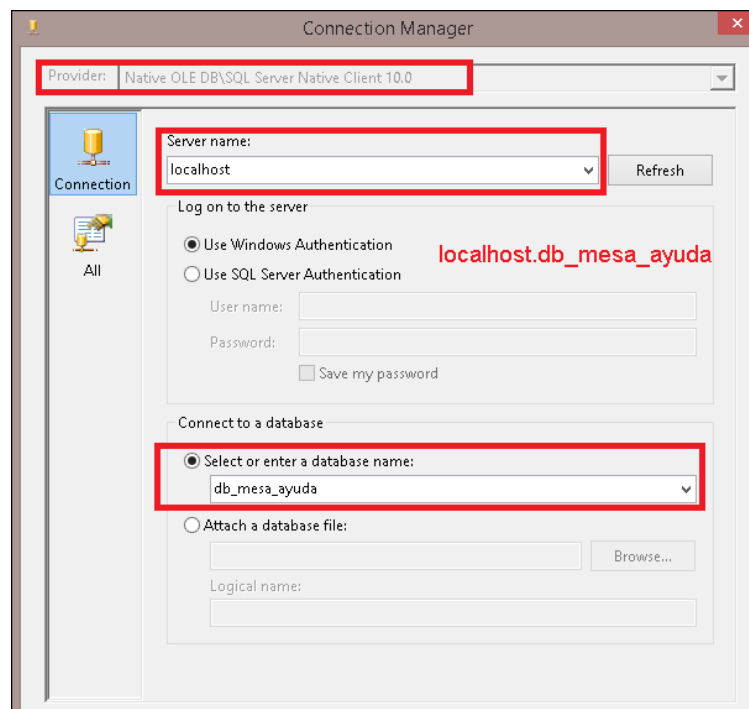 Connection Manager
Provider: Native OLE DB\SQL Server Native Client 10.0
Connection
All
Server name:
localhost
Refresh
Log on to the server
Use Windows Authentication
localhost.db_mesa_ayuda
Use SQL Server Authentication
User name:
Password:
Save my password
Connect to a database
Select or enter a database name:
db_mesa_ayuda
Attach a database file:
Browse...
Logical name: